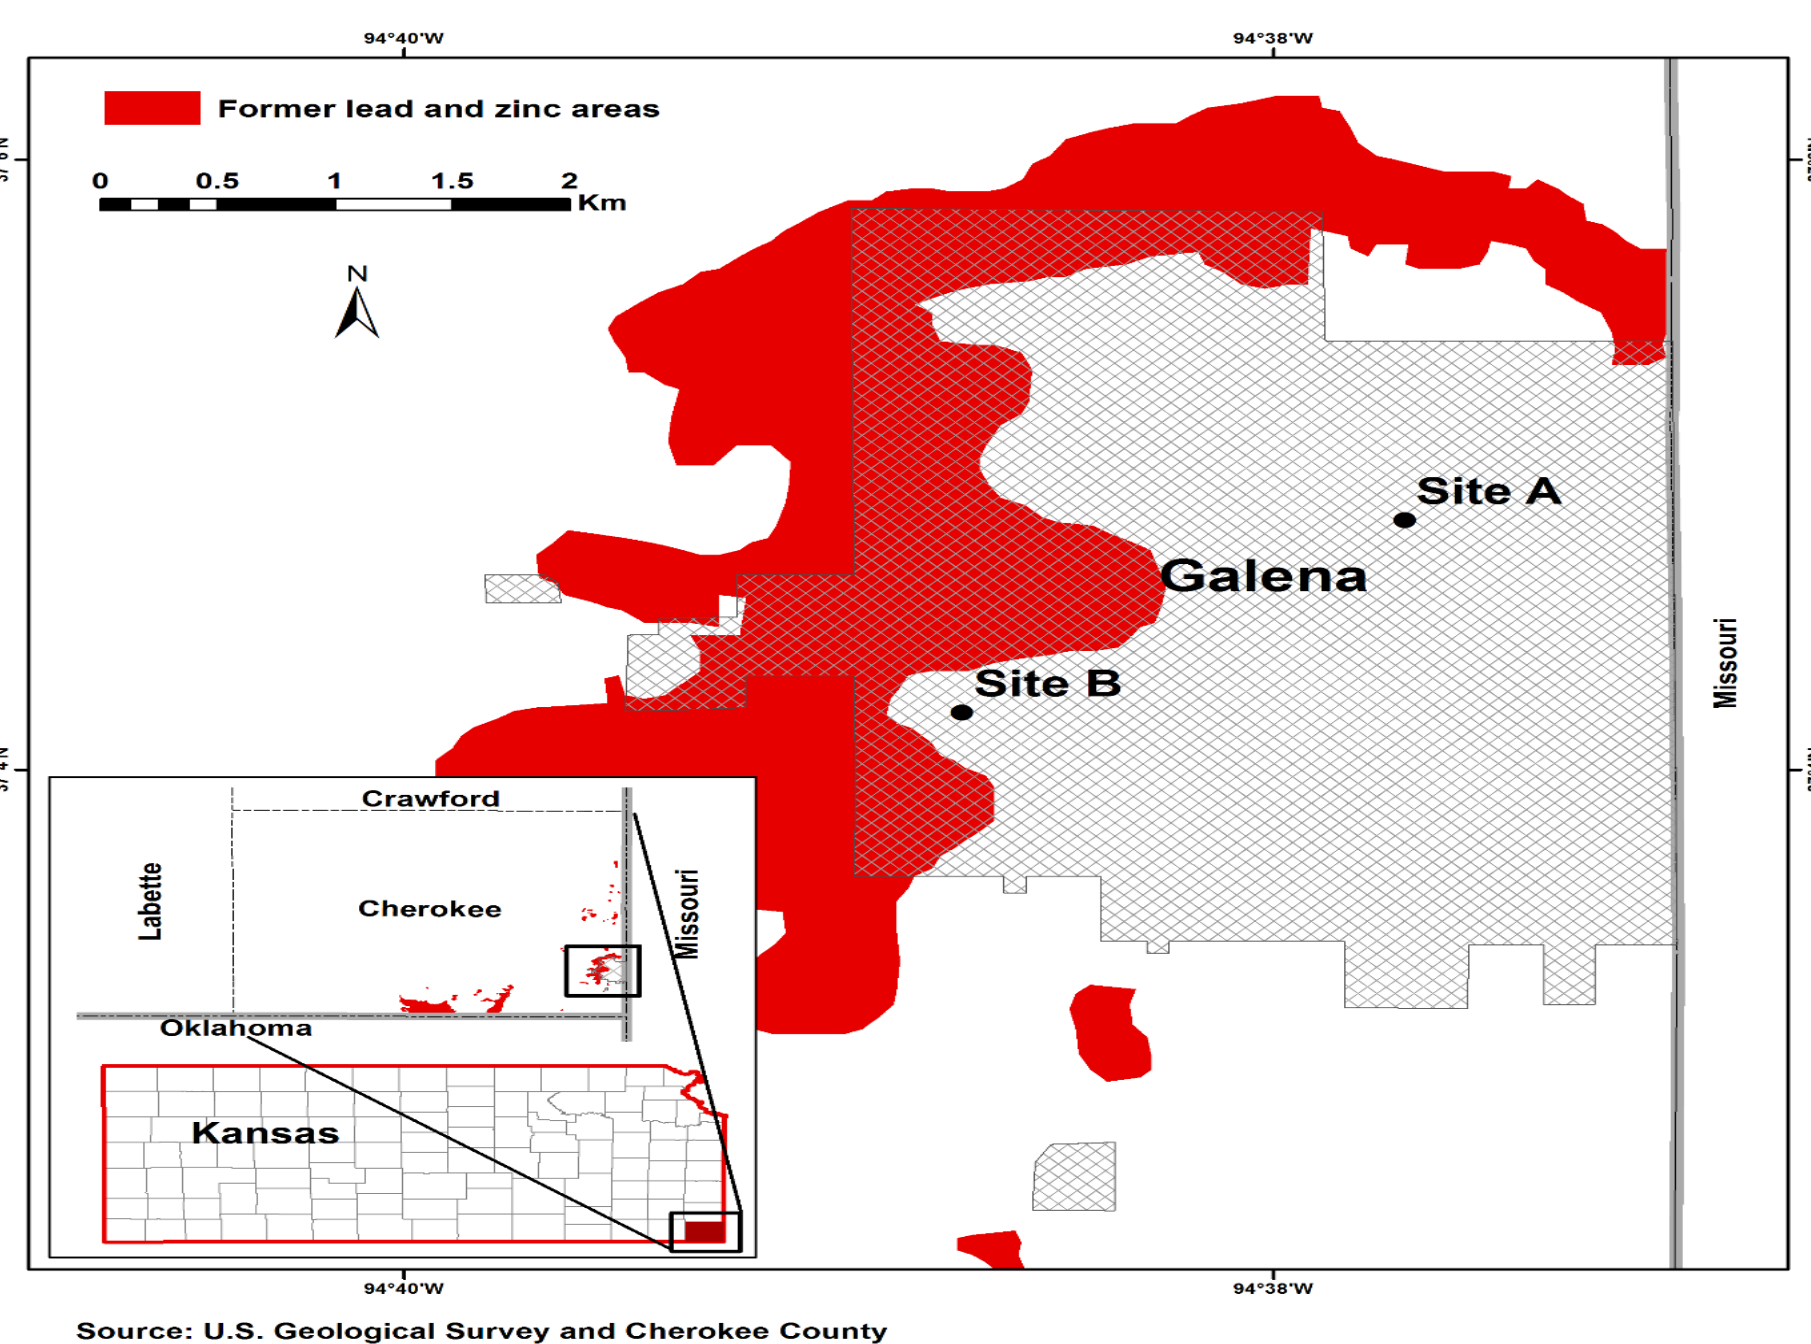 94°40'W 94°38'W
Former lead and zinc areas
0 0.5 1 1.5 2
Km
N
Site A
Galena
Site B
Missouri
Crawford
Labette
Cherokee
Missouri
Oklahoma
Kansas
94°40'W 94°38'W
Source: U.S. Geological Survey and Cherokee County